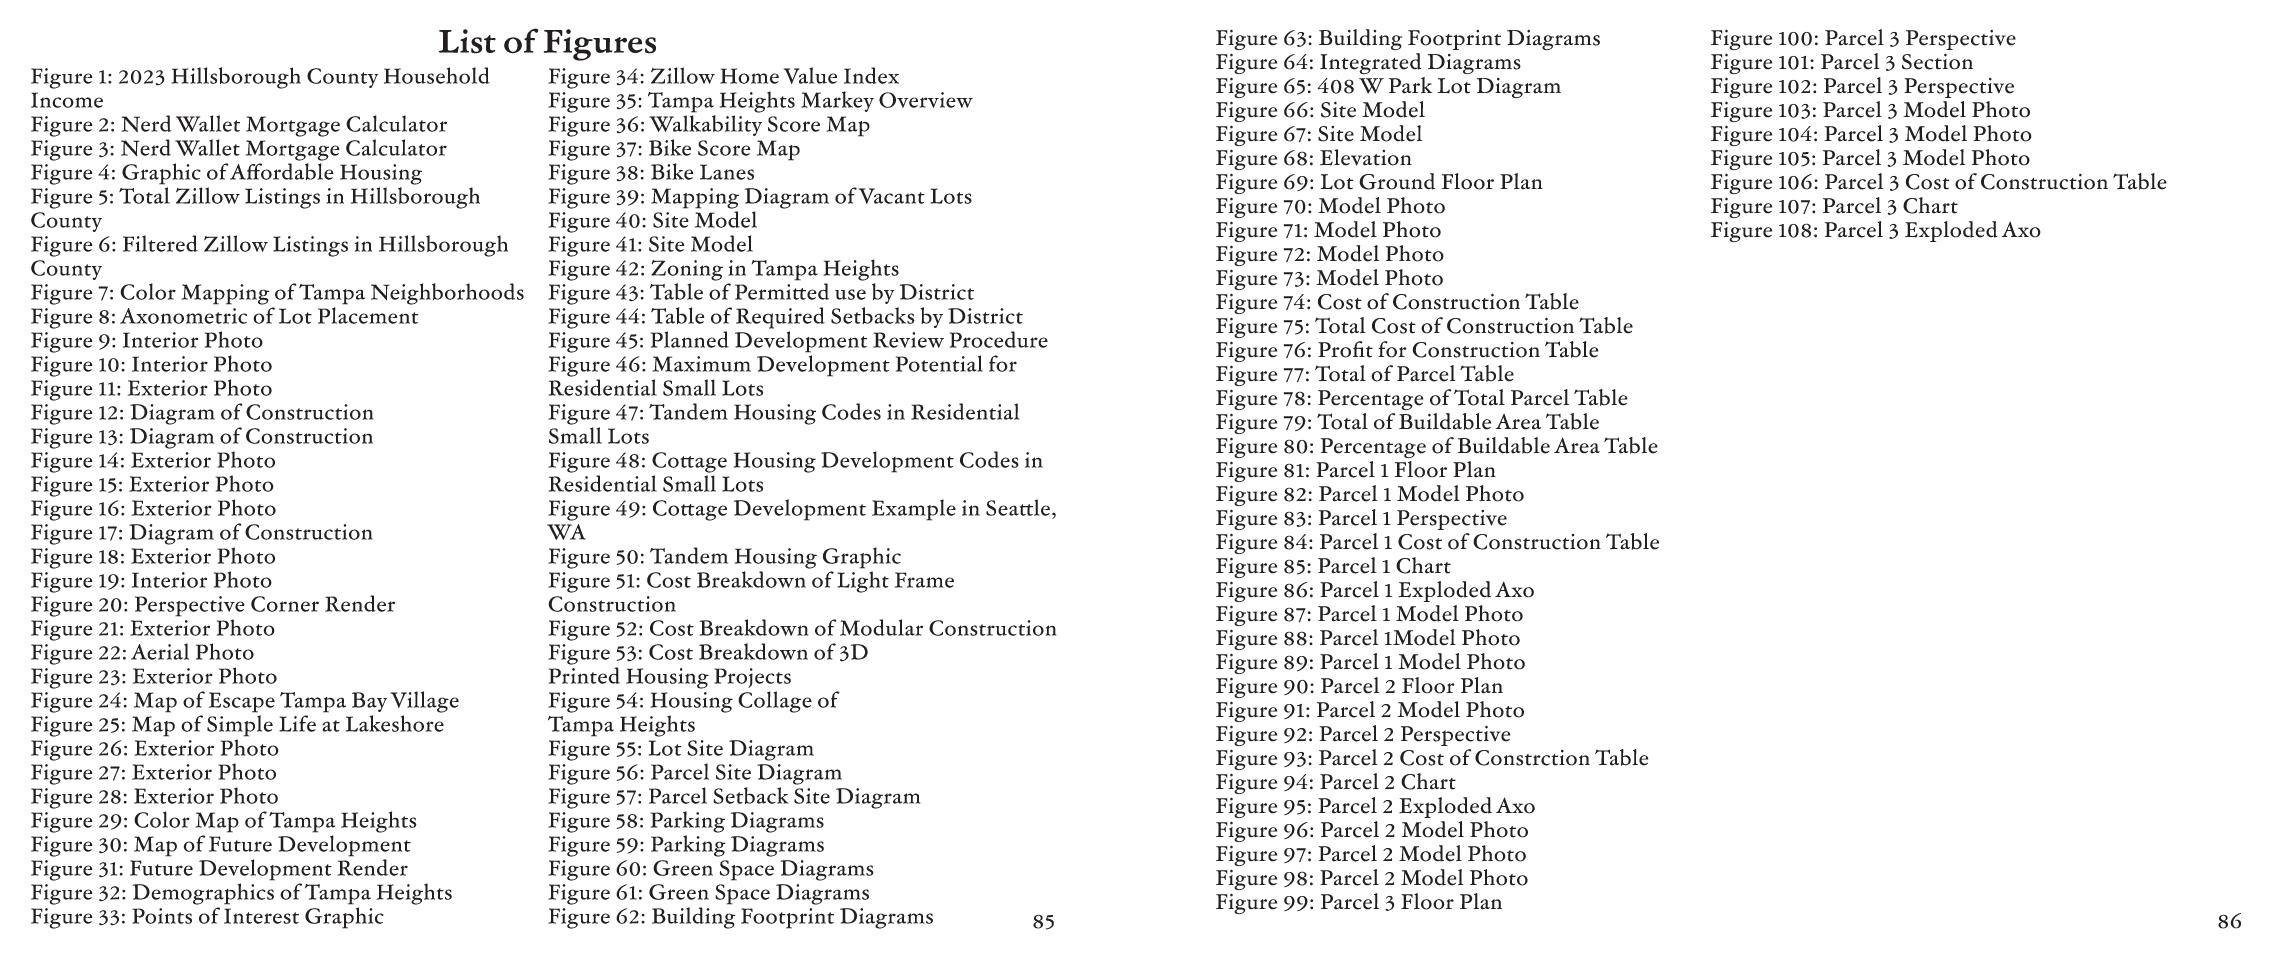 List of Figures
Figure 1: 2023 Hillsborough County Household
Income
Figure 2: Nerd Wallet Mortgage Calculator
Figure 3: Nerd Wallet Mortgage Calculator
Figure 4: Graphic of Affordable Housing
Figure 5: Total Zillow Listings in Hillsborough
County
Figure 6: Filtered Zillow Listings in Hillsborough
County
Figure 7: Color Mapping of Tampa Neighborhoods
Figure 8: Axonometric of Lot Placement
Figure 9: Interior Photo
Figure 10: Interior Photo
Figure 11: Exterior Photo
Figure 12: Diagram of Construction
Figure 13: Diagram of Construction
Figure 14: Exterior Photo
Figure 15: Exterior Photo
Figure 16: Exterior Photo
Figure 17: Diagram of Construction
Figure 18: Exterior Photo
Figure 19: Interior Photo
Figure 20: Perspective Corner Render
Figure 21: Exterior Photo
Figure 22: Aerial Photo
Figure 23: Exterior Photo
Figure 24: Map of Escape Tampa Bay Village
Figure 25: Map of Simple Life at Lakeshore
Figure 26: Exterior Photo
Figure 27: Exterior Photo
Figure 28: Exterior Photo
Figure 29: Color Map of Tampa Heights
Figure 30: Map of Future Development
Figure 31: Future Development Render
Figure 32: Demographics of Tampa Heights
Figure 33: Points of Interest Graphic
Figure 34: Zillow Home Value Index
Figure 35: Tampa Heights Markey Overview
Figure 36: Walkability Score Map
Figure 37: Bike Score Map
Figure 38: Bike Lanes
Figure 39: Mapping Diagram of Vacant Lots
Figure 40: Site Model
Figure 41: Site Model
Figure 42: Zoning in Tampa Heights
Figure 43: Table of Permitted use by District
Figure 44: Table of Required Setbacks by District
Figure 45: Planned Development Review Procedure
Figure 46: Maximum Development Potential for
Residential Small Lots
Figure 47: Tandem Housing Codes in Residential
Small Lots
Figure 48: Cottage Housing Development Codes in
Residential Small Lots
Figure 49: Cottage Development Example in Seattle,
WA
Figure 50: Tandem Housing Graphic
Figure 51: Cost Breakdown of Light Frame
Construction
Figure 52: Cost Breakdown of Modular Construction
Figure 53: Cost Breakdown of 3D
Printed Housing Projects
Figure 54: Housing Collage of
Tampa Heights
Figure 55: Lot Site Diagram
Figure 56: Parcel Site Diagram
Figure 57: Parcel Setback Site Diagram
Figure 58: Parking Diagrams
Figure 59: Parking Diagrams
Figure 60: Green Space Diagrams
Figure 61: Green Space Diagrams
Figure 62: Building Footprint Diagrams
85
Figure 63: Building Footprint Diagrams
Figure 64: Integrated Diagrams
Figure 65: 408 W Park Lot Diagram
Figure 66: Site Model
Figure 67: Site Model
Figure 68: Elevation
Figure 69: Lot Ground Floor Plan
Figure 70: Model Photo
Figure 71: Model Photo
Figure 72: Model Photo
Figure 73: Model Photo
Figure 74: Cost of Construction Table
Figure 75: Total Cost of Construction Table
Figure 76: Profit for Construction Table
Figure 77: Total of Parcel Table
Figure 78: Percentage of Total Parcel Table
Figure 79: Total of Buildable Area Table
Figure 80: Percentage of Buildable Area Table
Figure 81: Parcel 1 Floor Plan
Figure 82: Parcel 1 Model Photo
Figure 83: Parcel 1 Perspective
Figure 84: Parcel 1 Cost of Construction Table
Figure 85: Parcel 1 Chart
Figure 86: Parcel 1 Exploded Axo
Figure 87: Parcel 1 Model Photo
Figure 88: Parcel 1Model Photo
Figure 89: Parcel 1 Model Photo
Figure 90: Parcel 2 Floor Plan
Figure 91: Parcel 2 Model Photo
Figure 92: Parcel 2 Perspective
Figure 93: Parcel 2 Cost of Constrction Table
Figure 94: Parcel 2 Chart
Figure 95: Parcel 2 Exploded Axo
Figure 96: Parcel 2 Model Photo
Figure 97: Parcel 2 Model Photo
Figure 98: Parcel 2 Model Photo
Figure 99: Parcel 3 Floor Plan
Figure 100: Parcel 3 Perspective
Figure 101: Parcel 3 Section
Figure 102: Parcel 3 Perspective
Figure 103: Parcel 3 Model Photo
Figure 104: Parcel 3 Model Photo
Figure 105: Parcel 3 Model Photo
Figure 106: Parcel 3 Cost of Construction Table
Figure 107: Parcel 3 Chart
Figure 108: Parcel 3 Exploded Axo
86